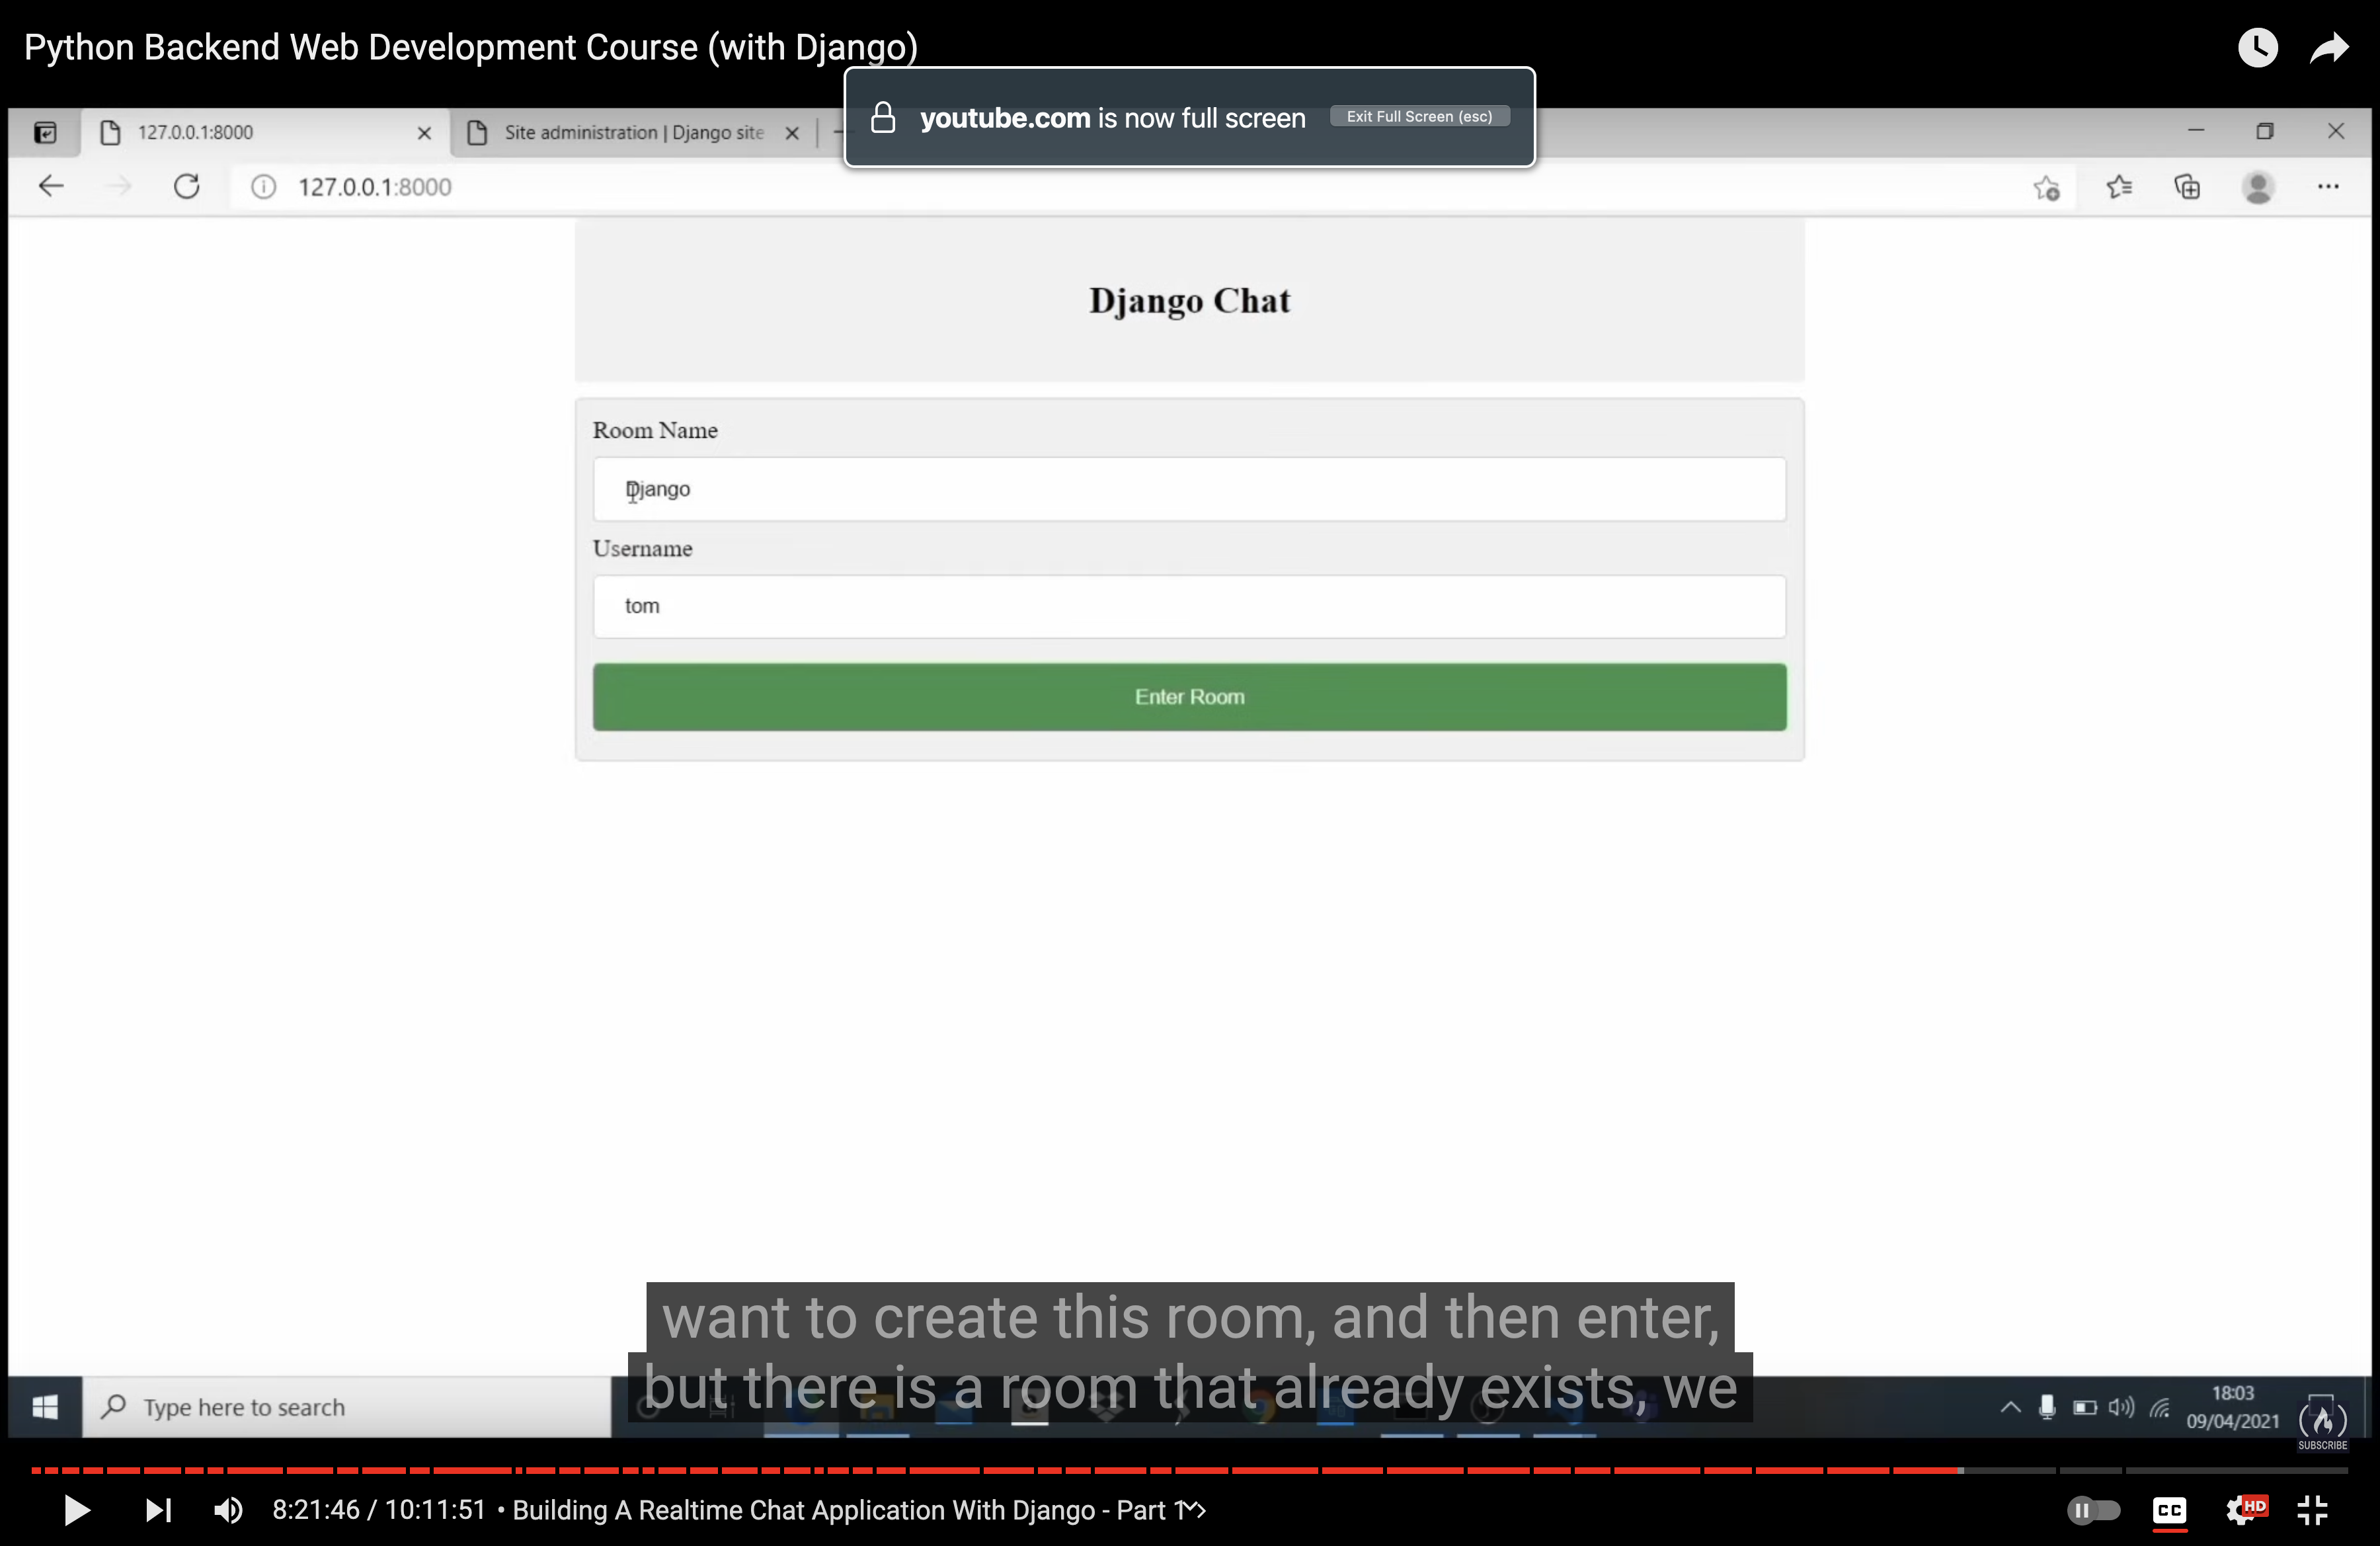 Python Backend Web Development Course (with Django)
youtube.com is now full screen
Exit Full Screen (esc)
127.0.0.1:8000
Site administration | Django site
127.0.0.1:8000
Django Chat
Room Name
Django
Username
tom
Enter Room
want to create this room, and then enter,
but there is a room that already exists, we
Type here to search
18:03
09/04/2021
SUBSCRIBE
8:21:46 / 10:11:51 • Building A Realtime Chat Application With Django - Part 1
CC
HD